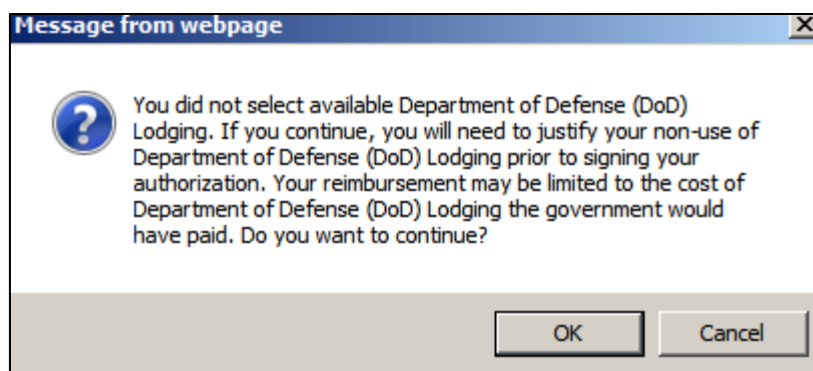 Message from webpage
You did not select available Department of Defense (DoD)
Lodging. If you continue, you will need to justify your non-use of
Department of Defense (DoD) Lodging prior to signing your
authorization. Your reimbursement may be limited to the cost of
Department of Defense (DoD) Lodging the government would
have paid. Do you want to continue?
OK Cancel